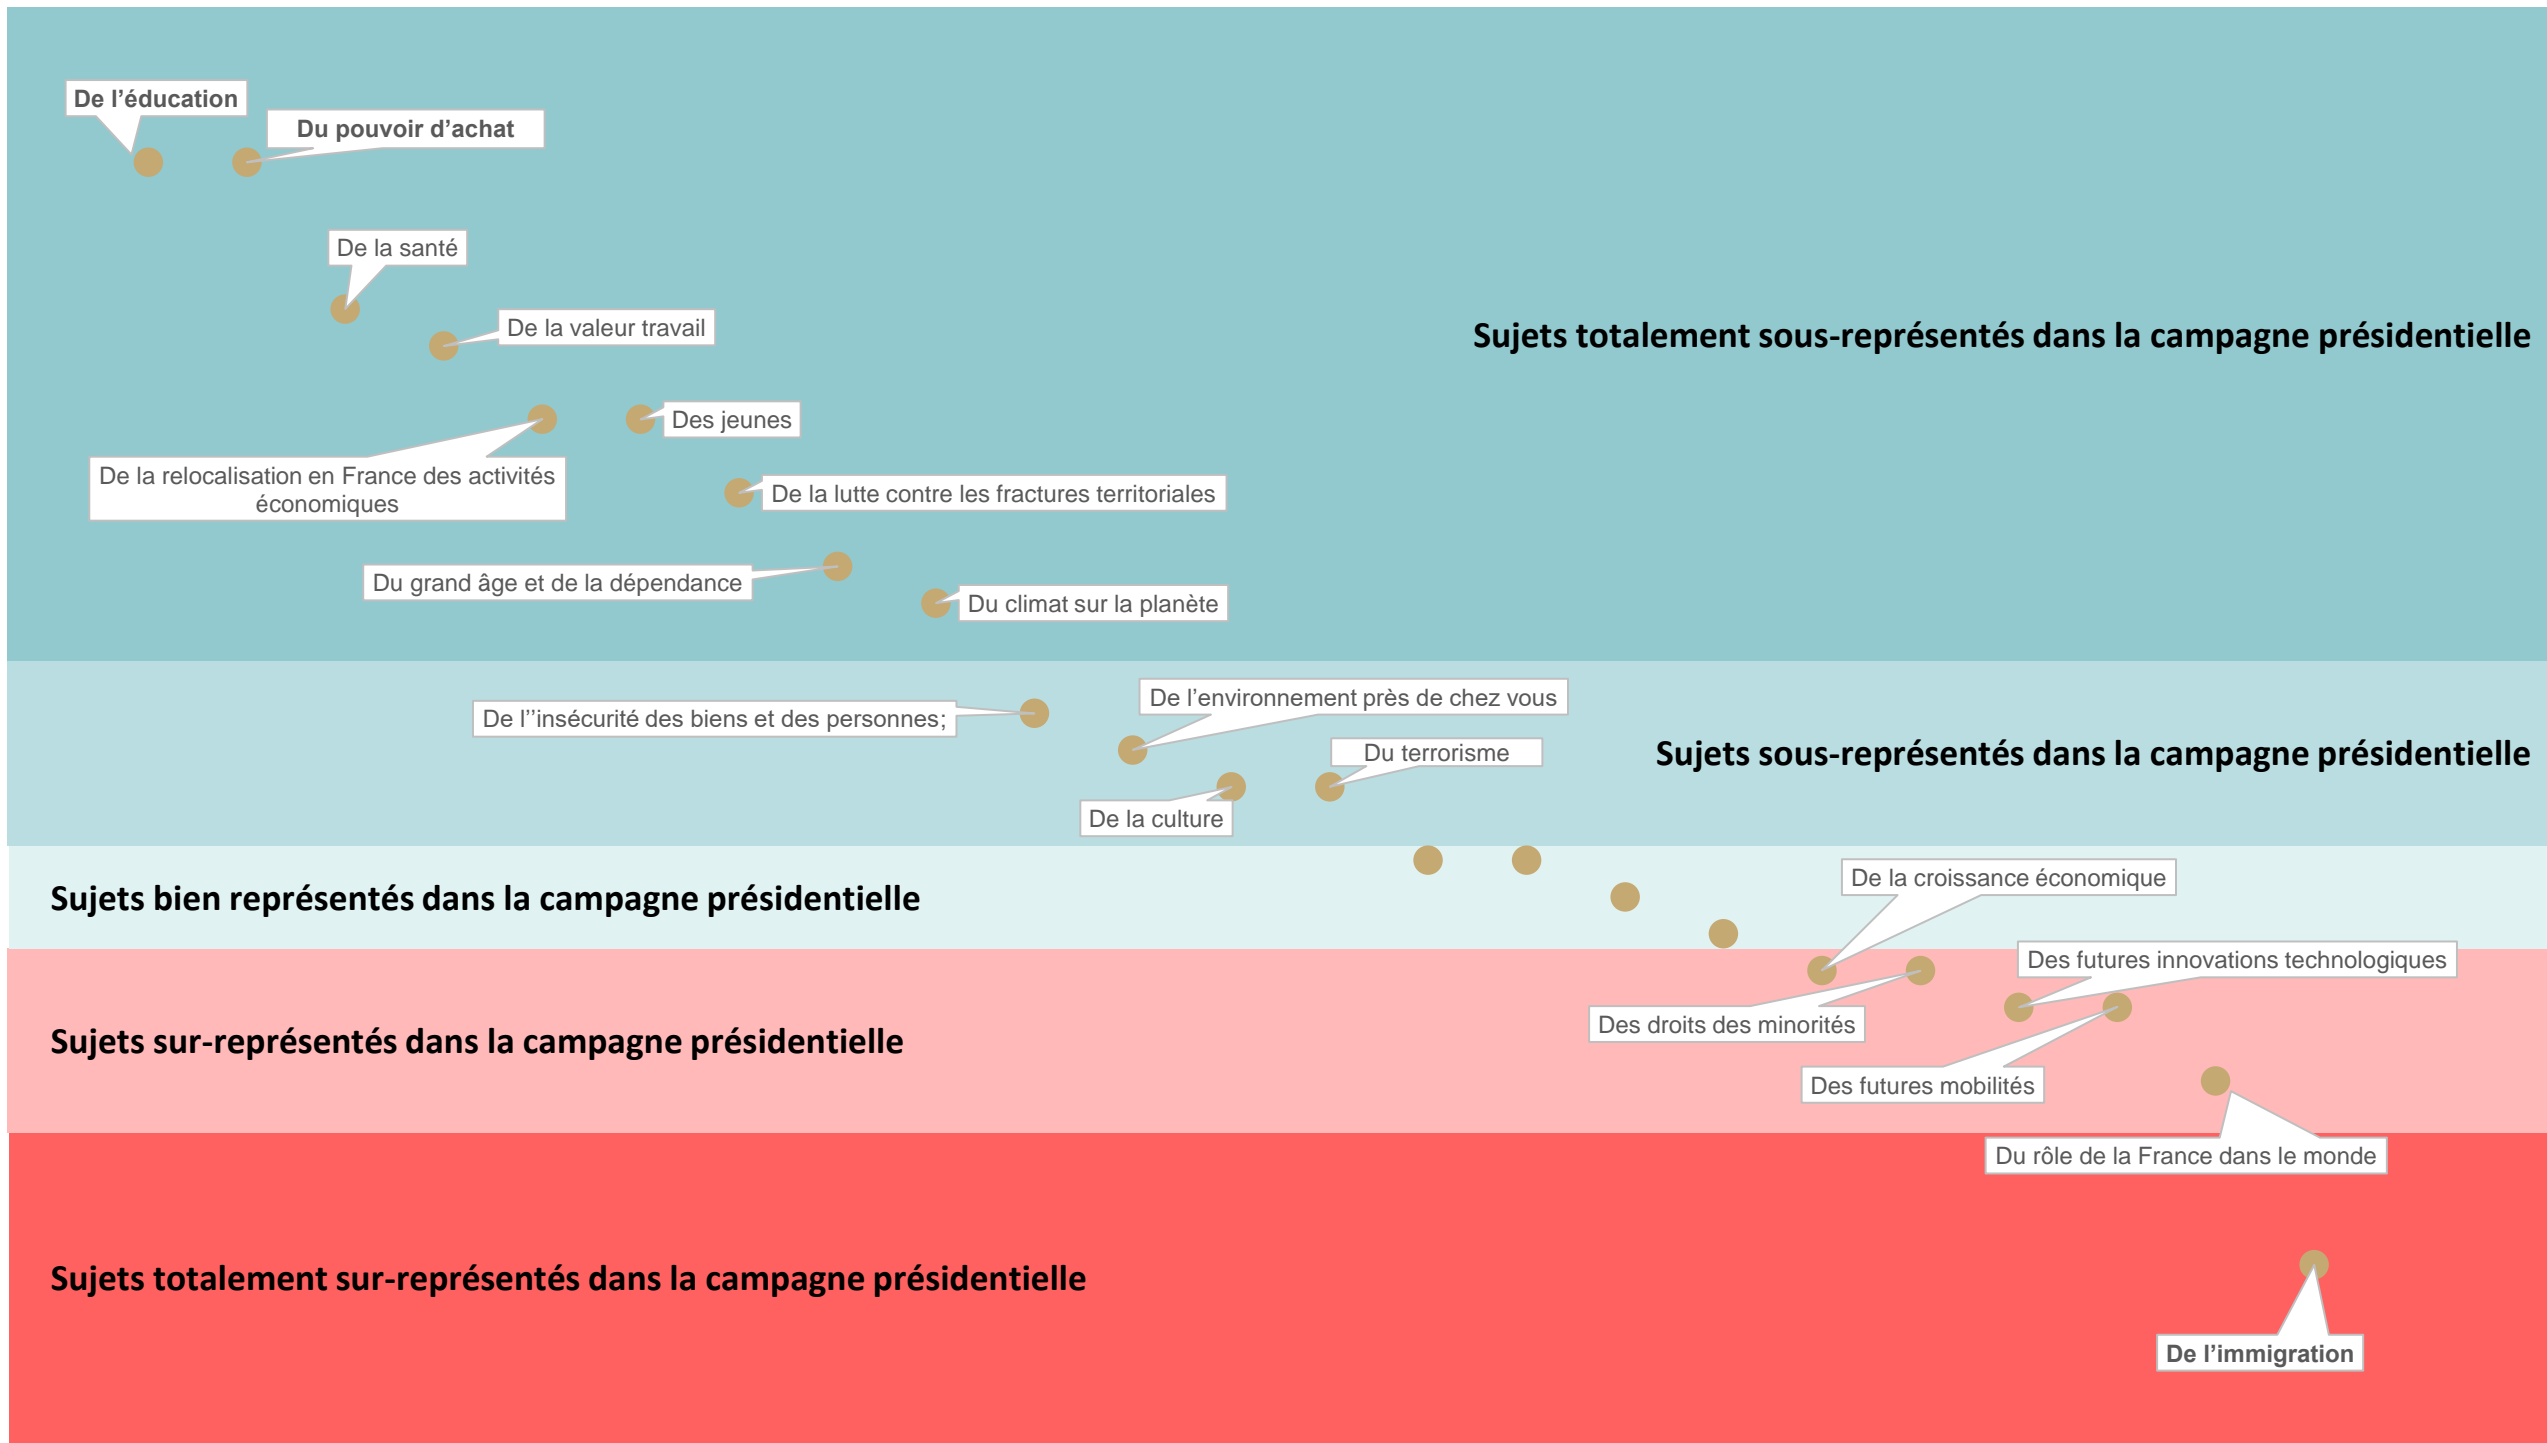 De l’éducation
Du pouvoir d’achat
De la santé
De la valeur travail
Sujets totalement sous-représentés dans la campagne présidentielle
Des jeunes
De la relocalisation en France des activités
économiques
De la lutte contre les fractures territoriales
Du grand âge et de la dépendance
Du climat sur la planète
De l’environnement près de chez vous
De l’’insécurité des biens et des personnes;
Du terrorisme
Sujets sous-représentés dans la campagne présidentielle
De la culture
De la croissance économique
Sujets bien représentés dans la campagne présidentielle
Des futures innovations technologiques
Des droits des minorités
Sujets sur-représentés dans la campagne présidentielle
Des futures mobilités
Du rôle de la France dans le monde
Sujets totalement sur-représentés dans la campagne présidentielle
De l’immigration